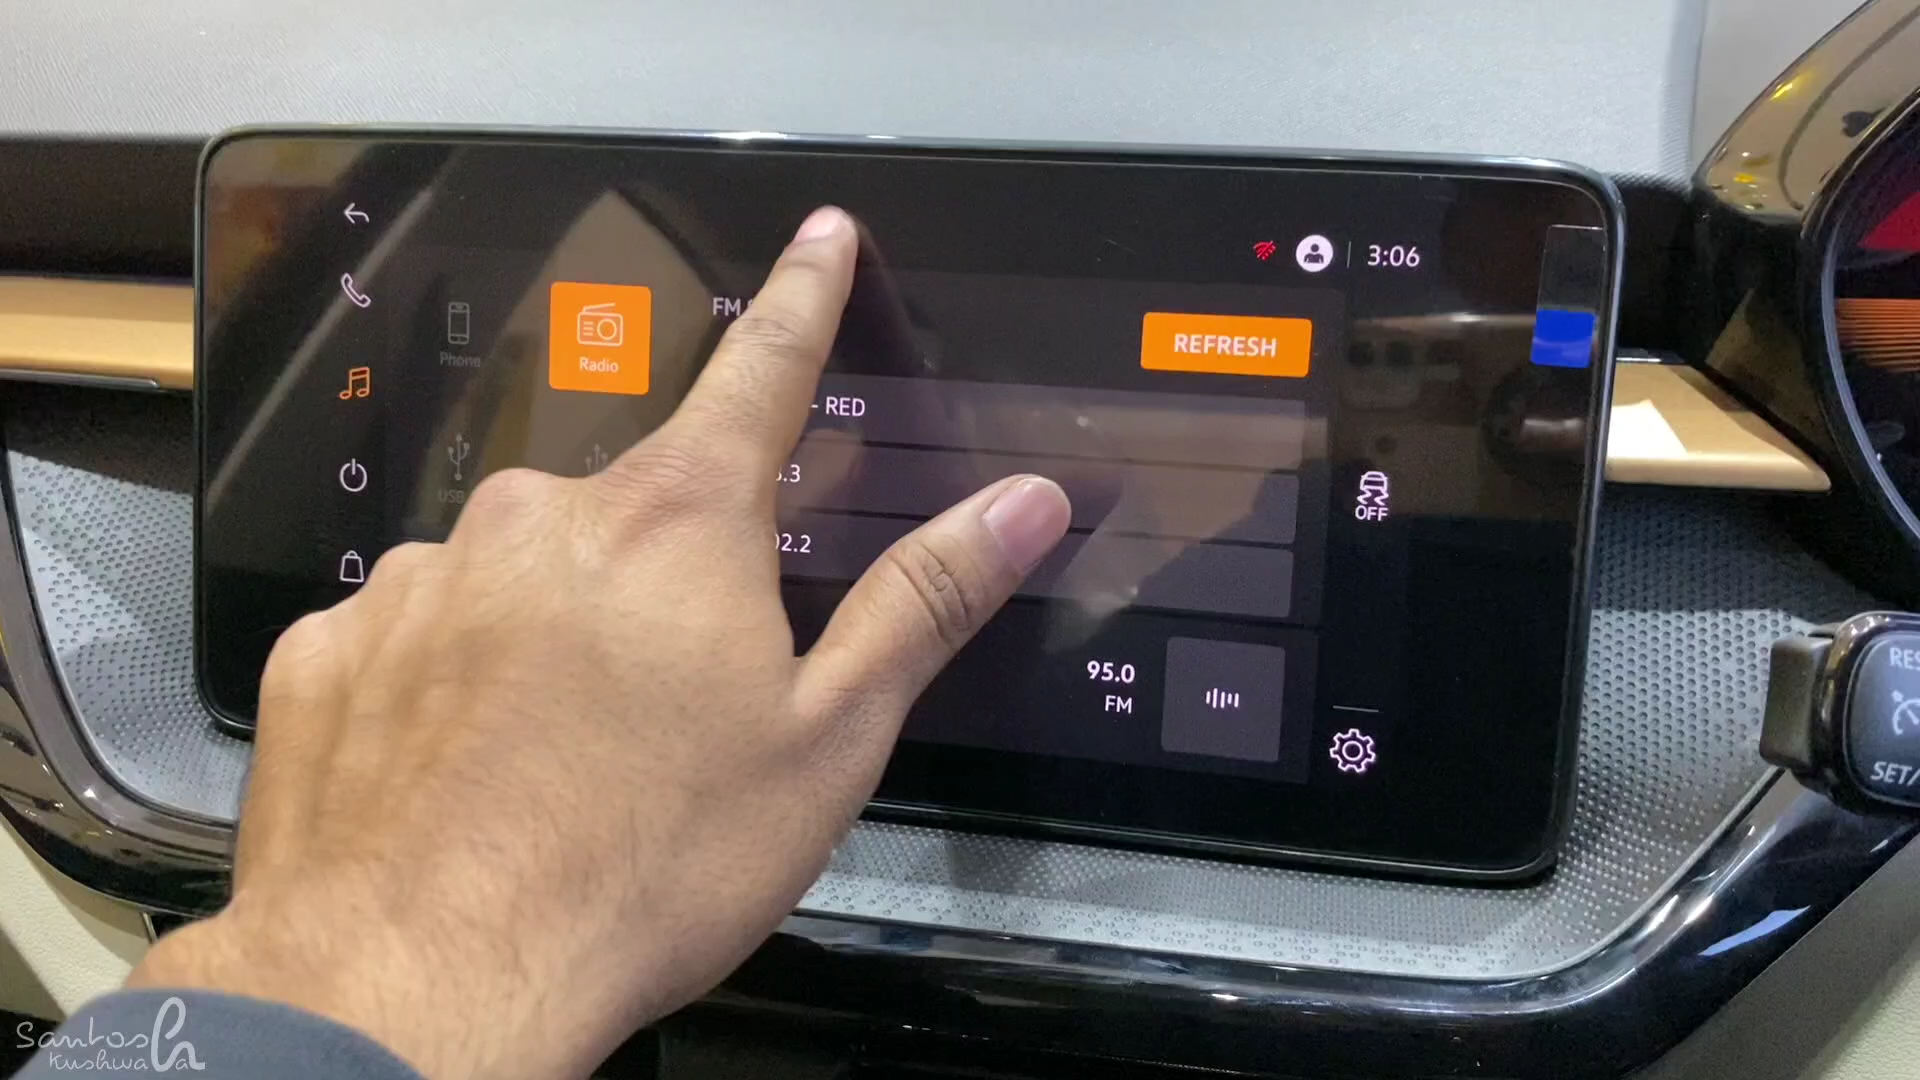 3:06
FM
REFRESH
Phone
Radio
- RED
.3
USB
2.2
OFF
95.0
FM
RES
SET/
Santosh
Kushwaha